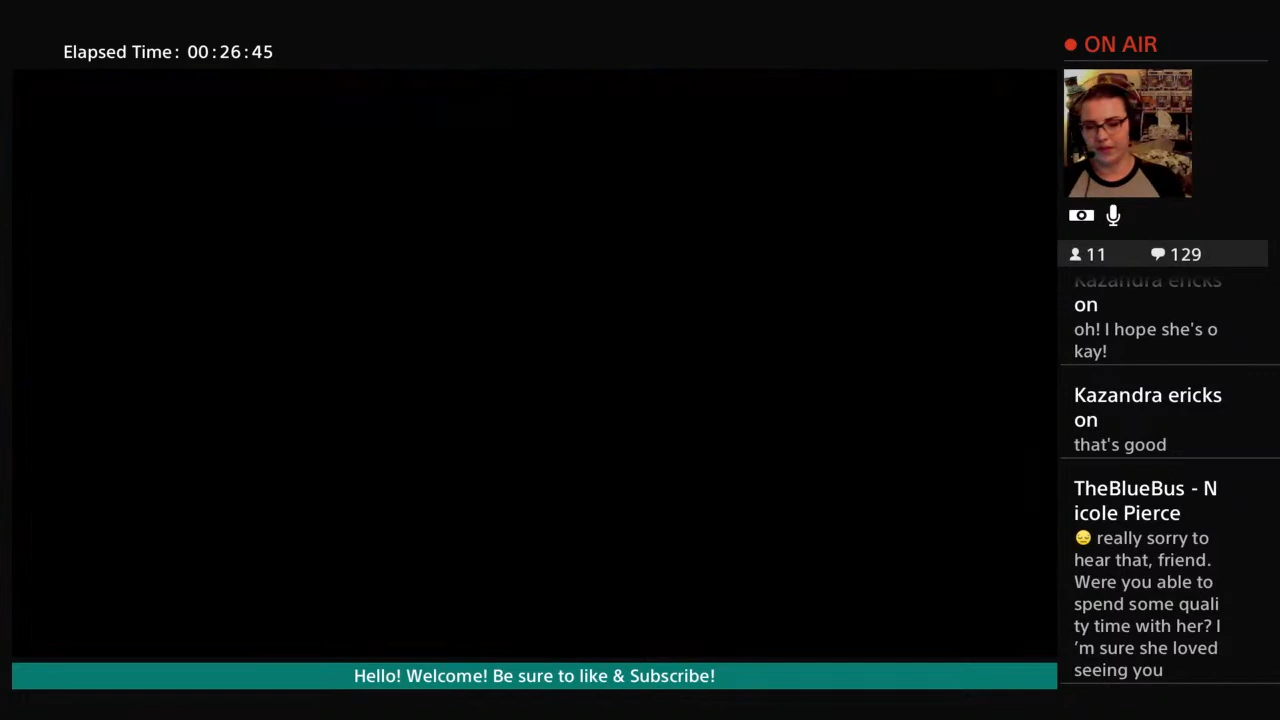 Elapsed Time: 00:26:45
ON AIR
11 129
Kazandra ericks
on
oh! I hope she's o
kay!
Kazandra ericks
on
that's good
TheBlueBus - N
icole Pierce
😔 really sorry to
hear that, friend.
Were you able to
spend some quali
ty time with her? I
’m sure she loved
seeing you
Hello! Welcome! Be sure to like & Subscribe!